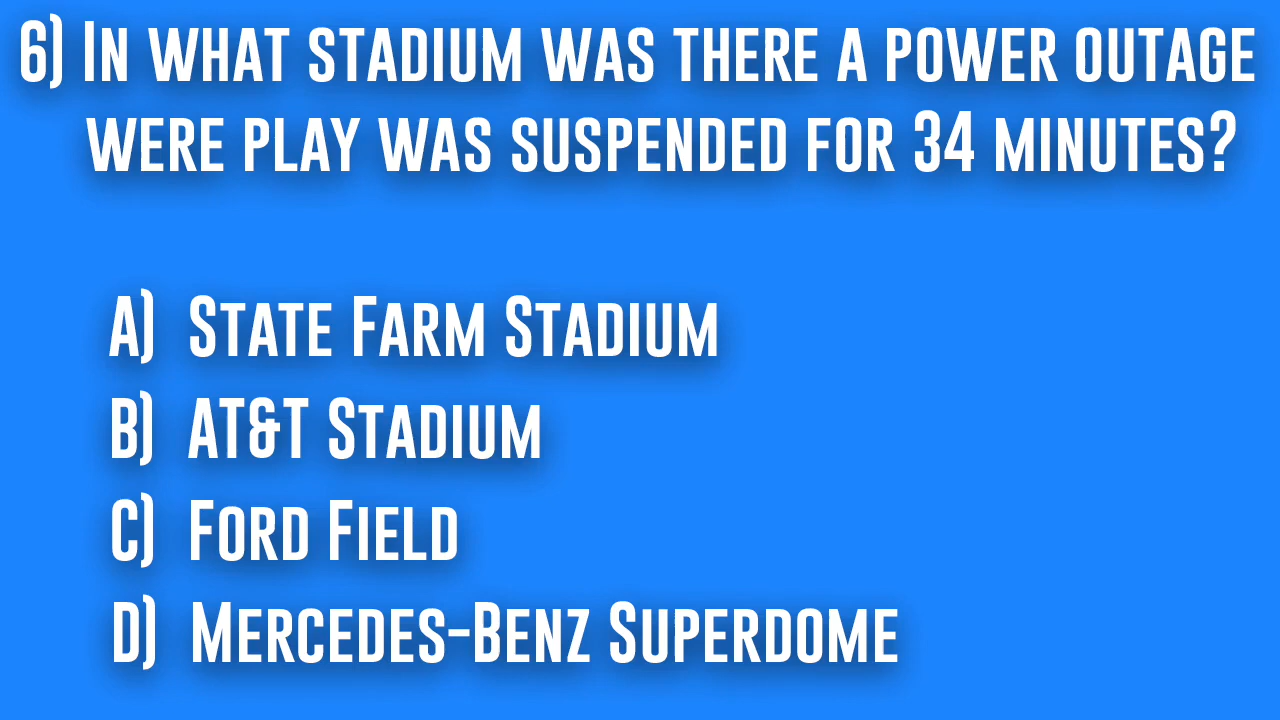 6) In what stadium was there a power outage
were play was suspended for 34 minutes?
A) State Farm Stadium
B) AT&T Stadium
C) Ford Field
D) Mercedes-Benz Superdome